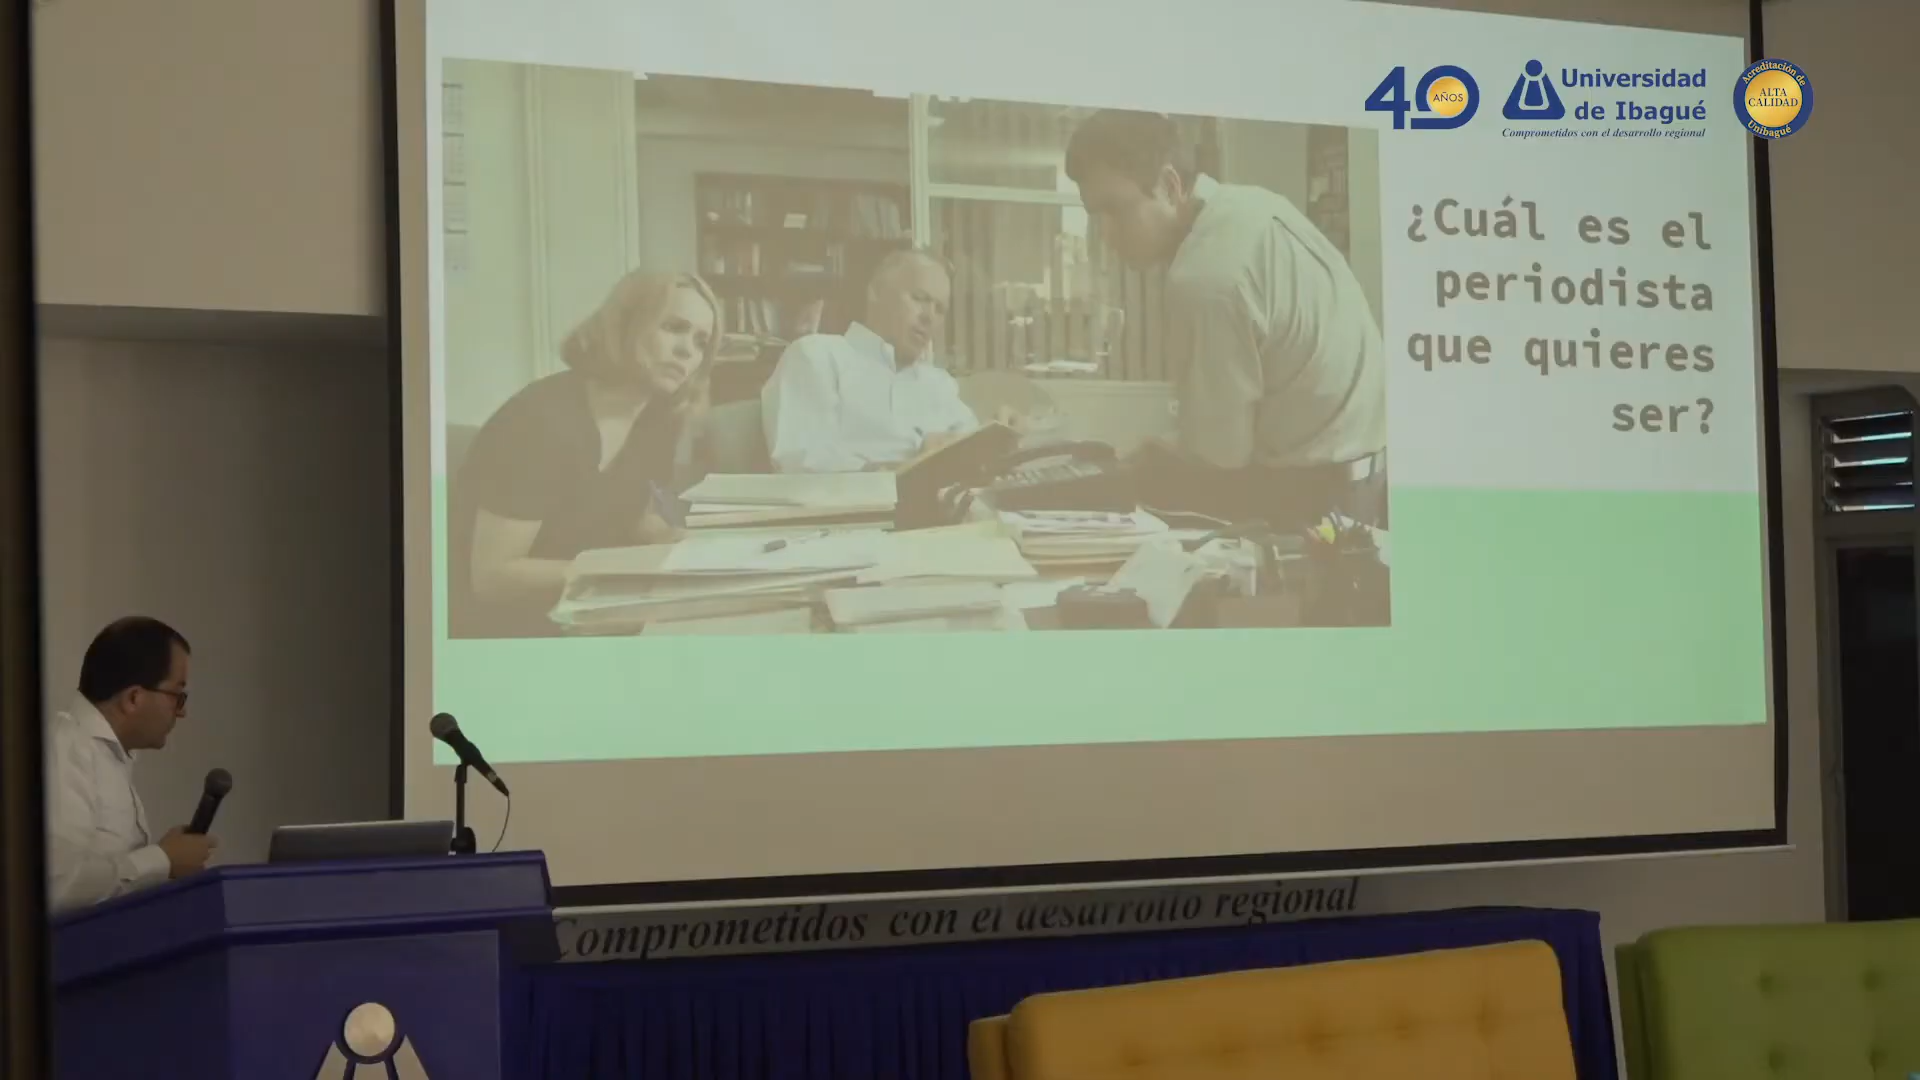 40 AÑOS
Universidad
de Ibagué
Comprometidos con el desarrollo regional
Acreditación de
ALTA
CALIDAD
Unibagué
¿Cuál es el
periodista
que quieres
ser?
Comprometidos con el desarrollo regional